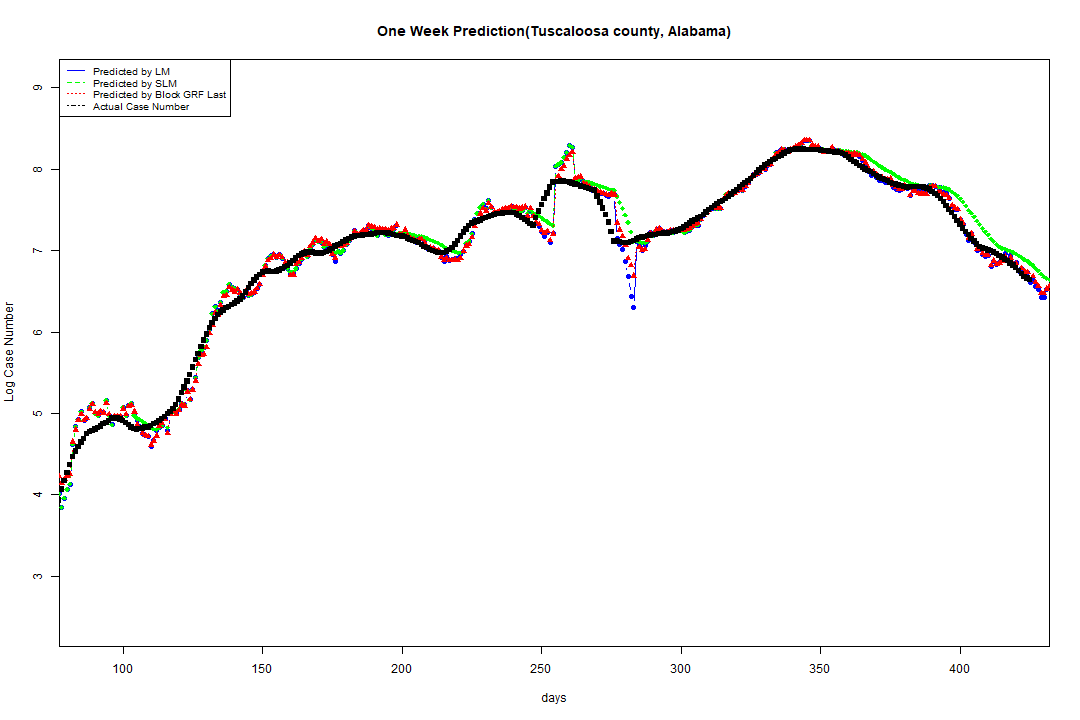 One Week Prediction(Tuscaloosa county, Alabama)
Predicted by LM
Predicted by SLM
Predicted by Block GRF Last
Actual Case Number
9
8
7
6
5
4
3
Log Case Number
100 150 200 250 300 350 400
days